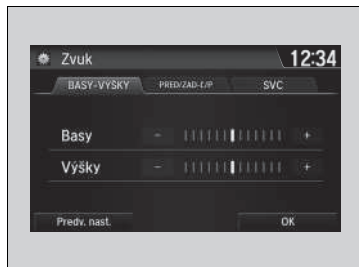 Zvuk 12:34
BASY-VÝŠKY PRED/ZAD-Ľ/P SVC
Basy - +
Výšky - +
Predv. nast. OK